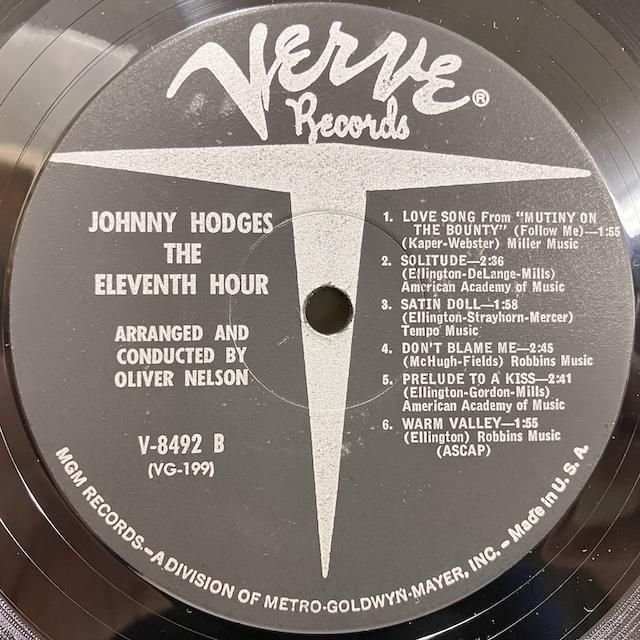 VERVE®
Records
JOHNNY HODGES
THE
ELEVENTH HOUR
ARRANGED AND
CONDUCTED BY
OLIVER NELSON
V-8492 B
(VG-199)
1. LOVE SONG From "MUTINY ON
THE BOUNTY" (Follow Me)—1:55
(Kaper-Webster) Miller Music
2. SOLITUDE—2:36
(Ellington-DeLange-Mills)
American Academy of Music
3. SATIN DOLL—1:58
(Ellington-Strayhorn-Mercer)
Tempo Music
4. DON'T BLAME ME—2:45
(McHugh-Fields) Robbins Music
5. PRELUDE TO A KISS—2:41
(Ellington-Gordon-Mills)
American Academy of Music
6. WARM VALLEY—1:55
(Ellington) Robbins Music
(ASCAP)
MGM RECORDS—A DIVISION OF METRO-GOLDWYN-MAYER, INC. – Made in U. S. A.